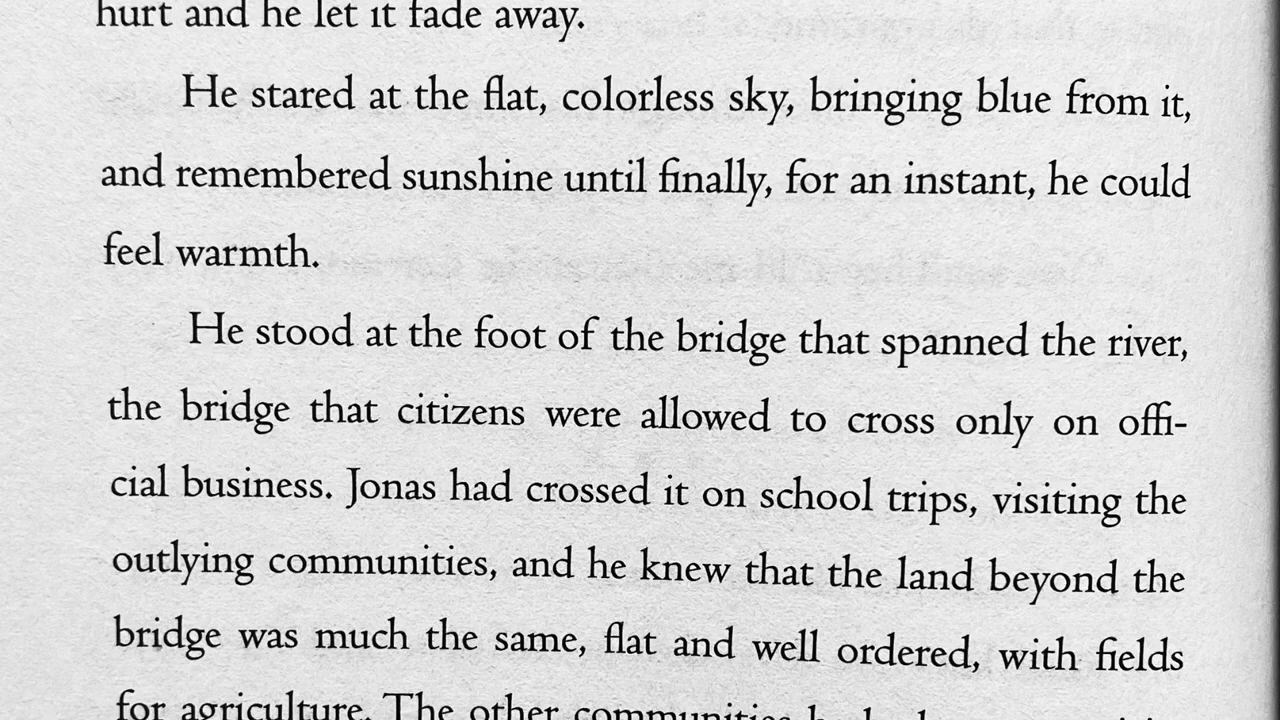 hurt and he let it fade away.
He stared at the flat, colorless sky, bringing blue from it,
and remembered sunshine until finally, for an instant, he could
feel warmth.
He stood at the foot of the bridge that spanned the river,
the bridge that citizens were allowed to cross only on offi-
cial business. Jonas had crossed it on school trips, visiting the
outlying communities, and he knew that the land beyond the
bridge was much the same, flat and well ordered, with fields
for agriculture. The other communities